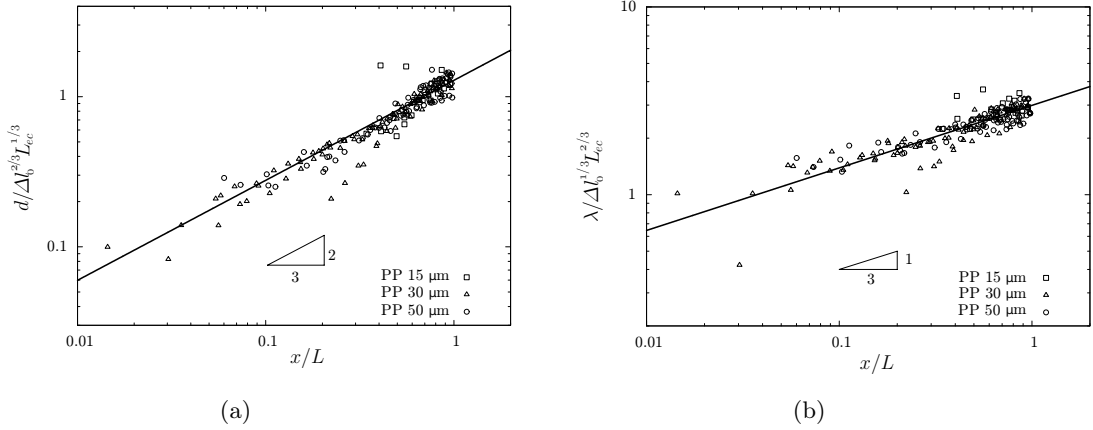 1
0.1
0.01
0.1
1
x/L
d/Δl₀^{2/3} L_{ec}^{1/3}
2
3
PP 15 µm
PP 30 µm
PP 50 µm
(a)
10
1
0.01
0.1
1
x/L
λ/Δl₀^{1/3} L_{ec}^{2/3}
1
3
PP 15 µm
PP 30 µm
PP 50 µm
(b)